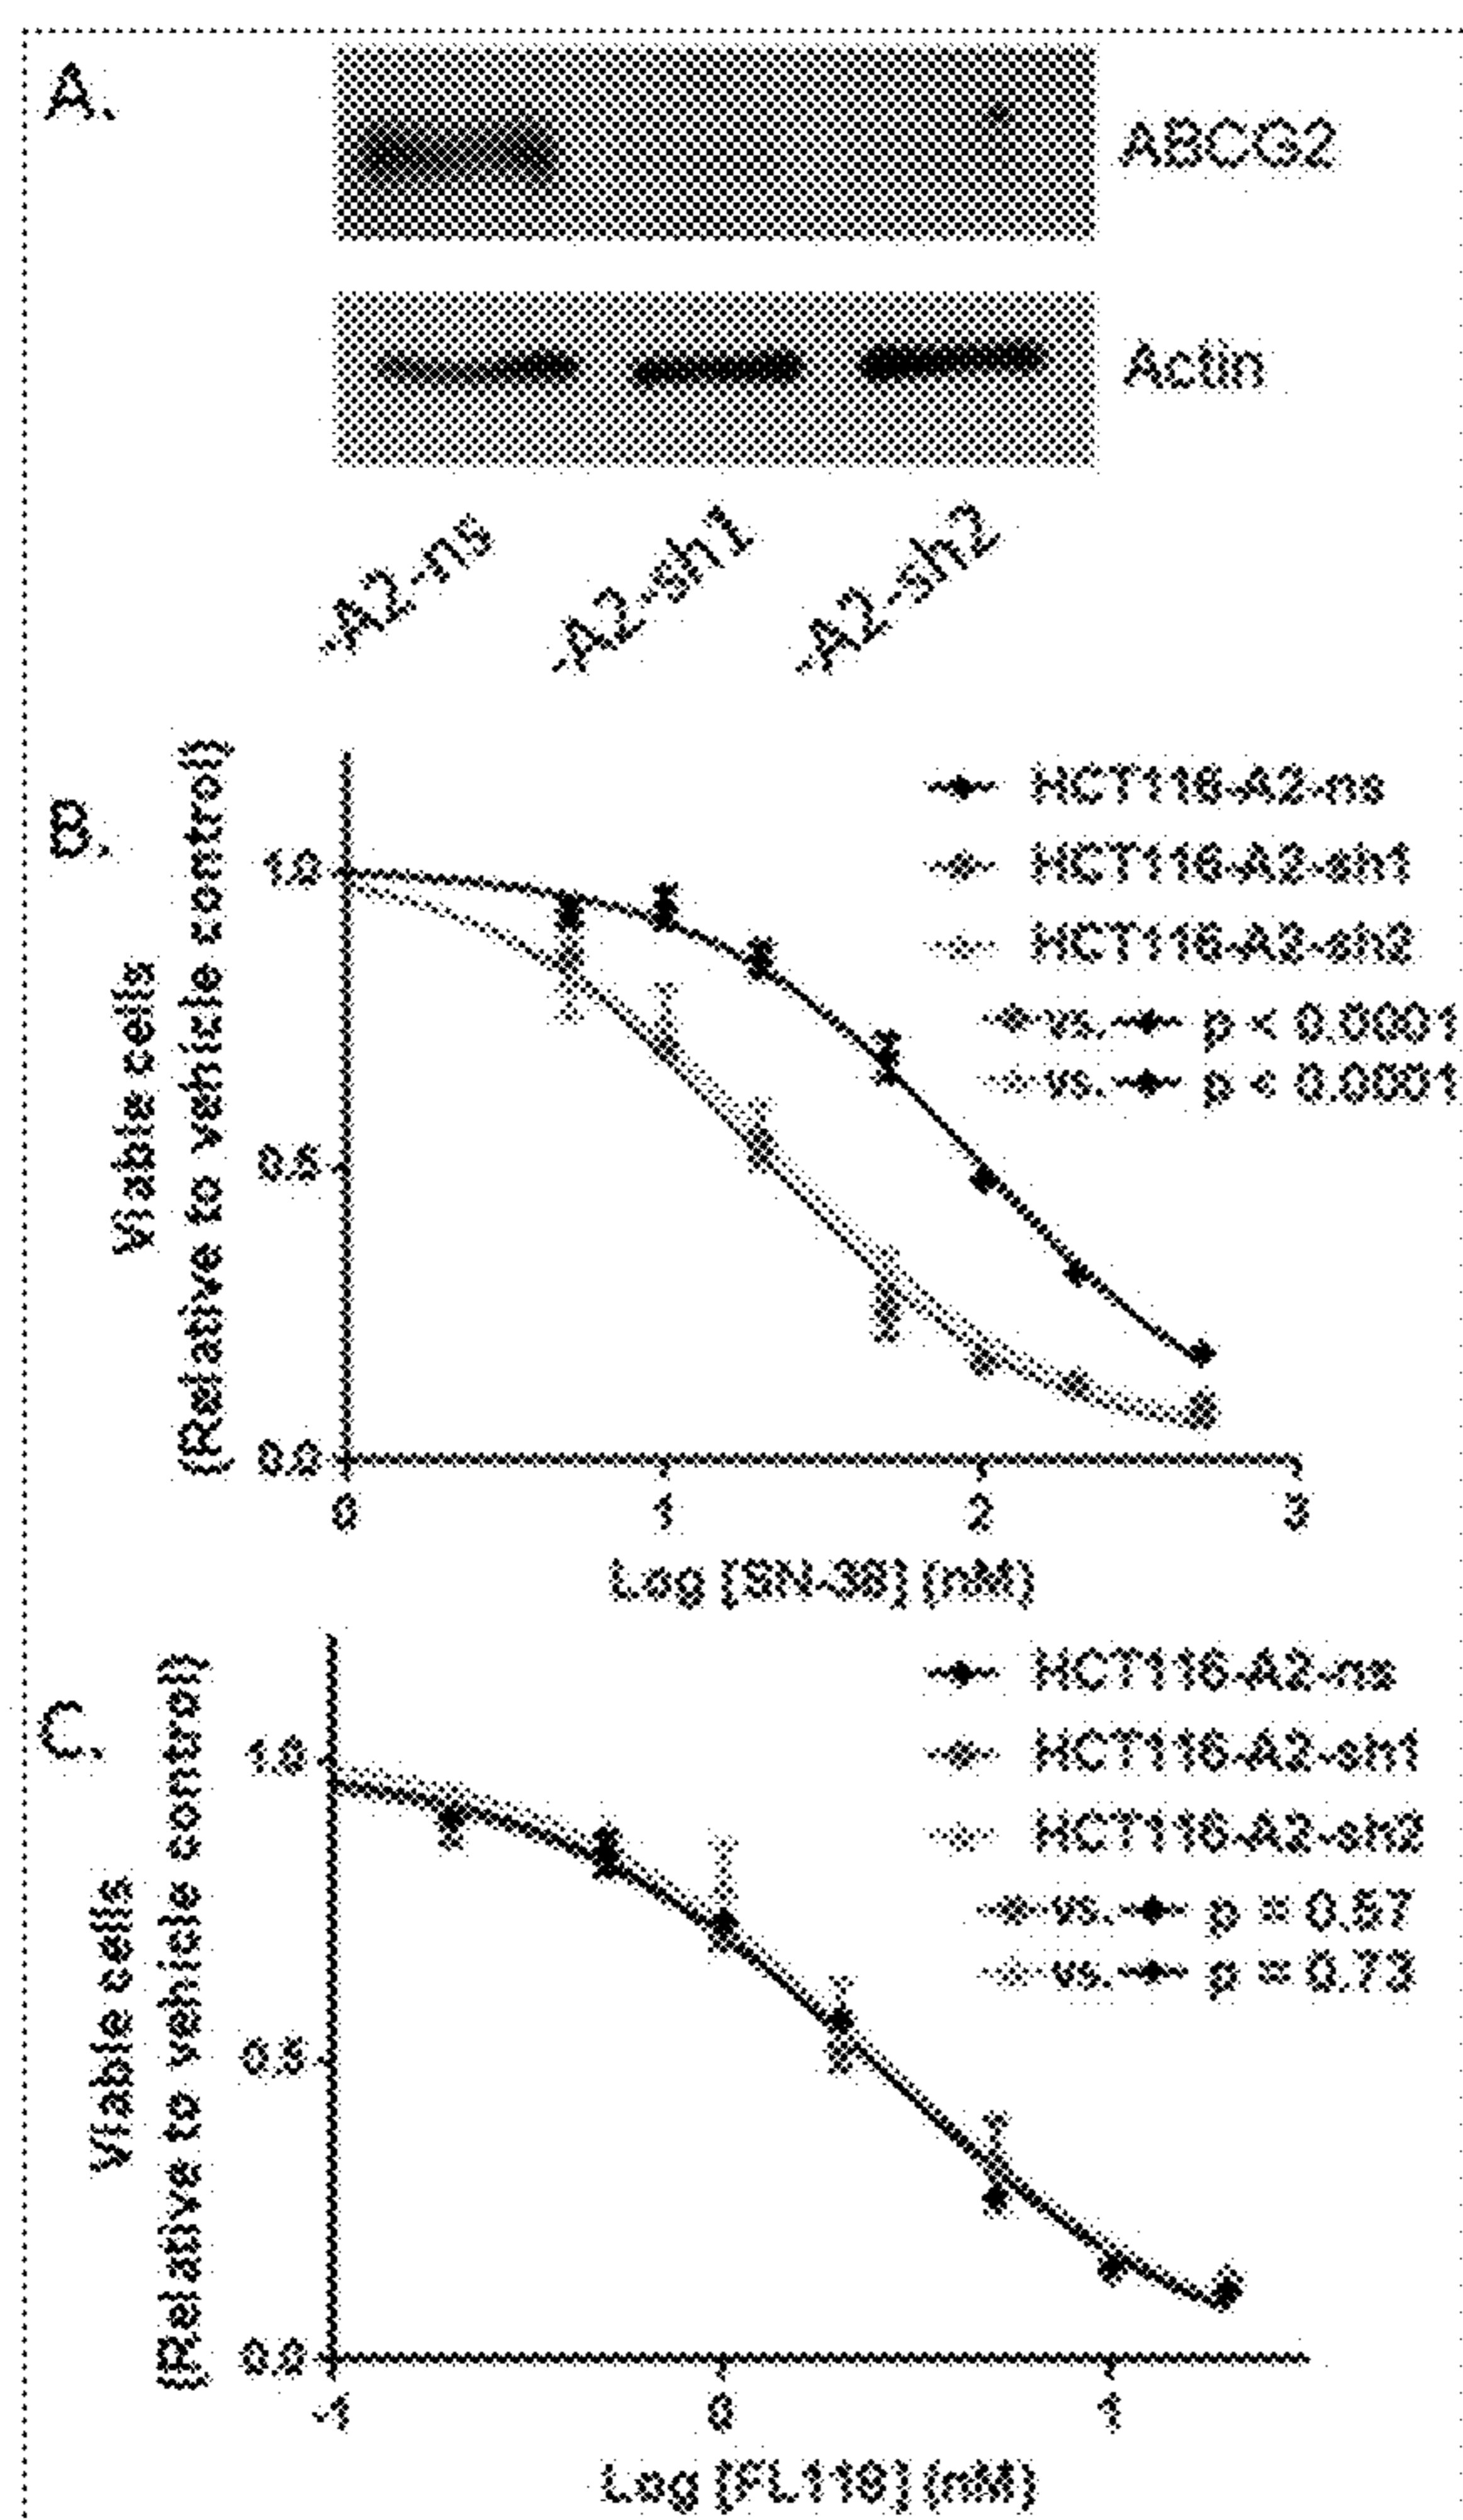 A.
ABCG2
Actin
-A2-ns
-A2-sh1
-A2-sh2
B.
Viable cells
(Relative to vehicle control)
1.0
0.5
0.0
0
1
2
3
Log [SN-38] (nM)
HCT116-A2-ns
HCT116-A2-sh1
HCT116-A2-sh2
vs. p < 0.0001
vs. p < 0.0001
C.
Viable cells
(Relative to vehicle control)
1.0
0.5
0.0
-1
0
1
Log [FL118] (nM)
HCT116-A2-ns
HCT116-A2-sh1
HCT116-A2-sh2
vs. p =
vs. p = 0.73